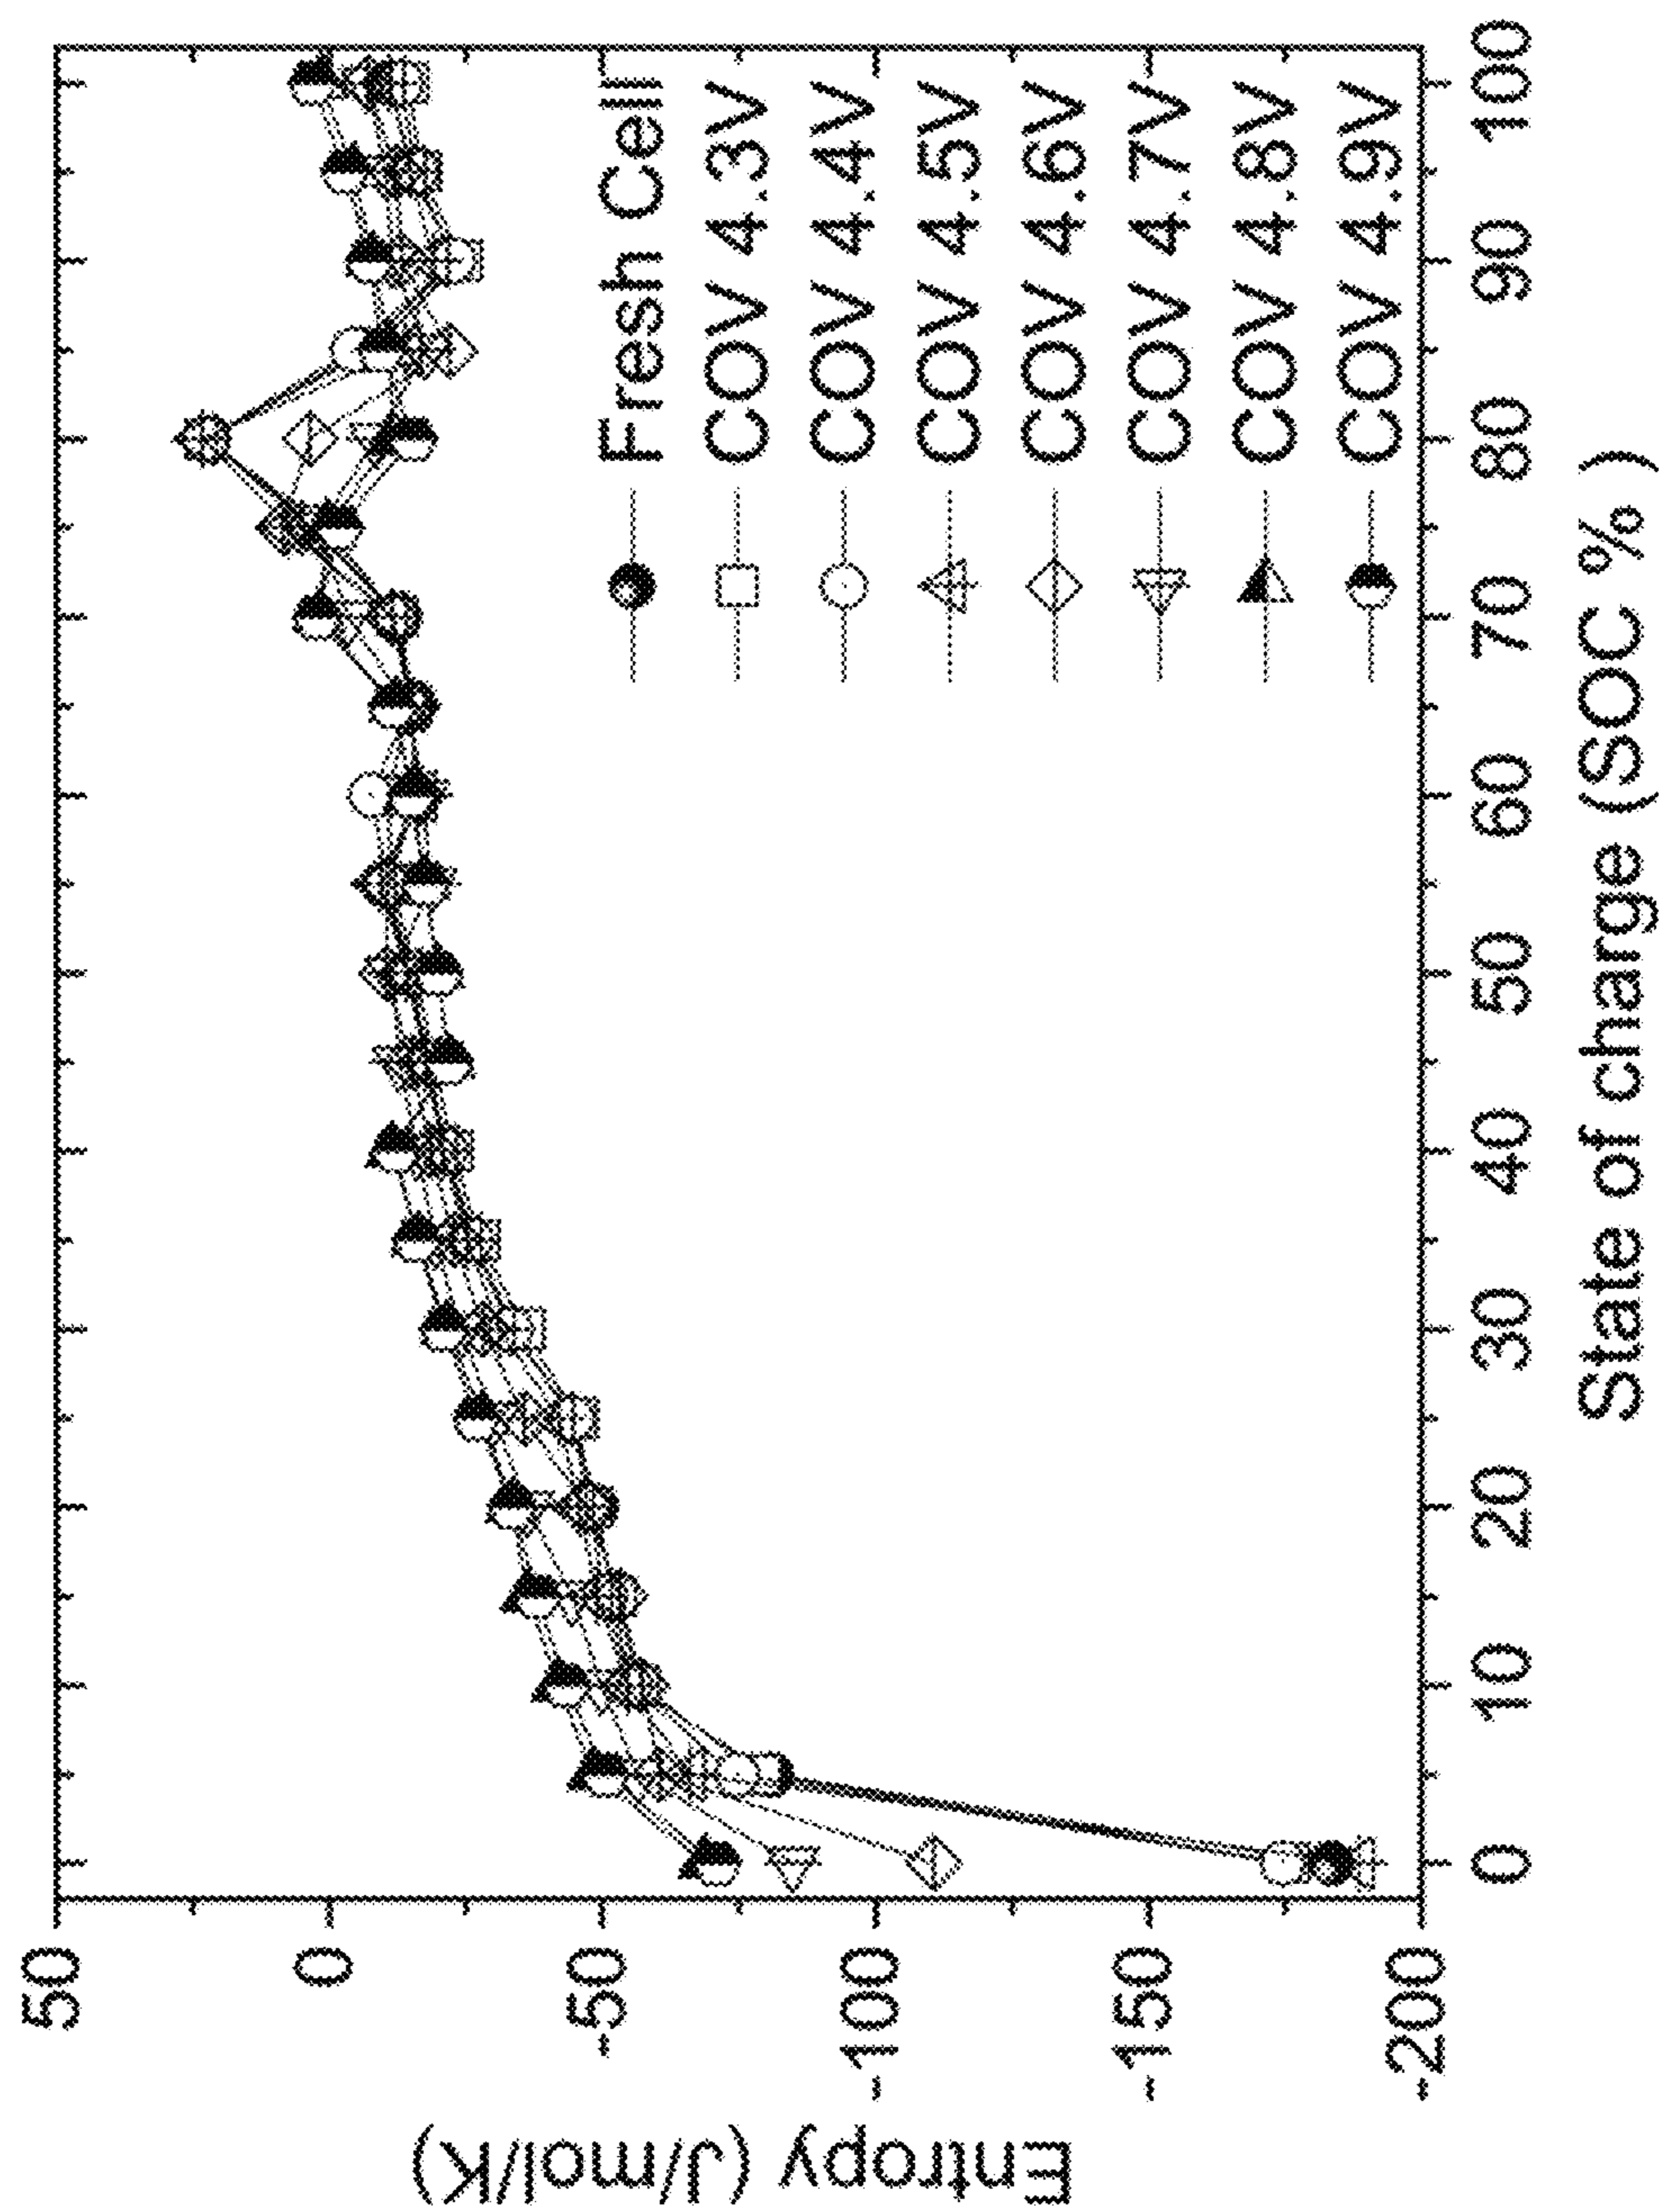 Entropy (J/mol/K)
50
0
-50
-100
-150
-200
Fresh Cell
COV 4.3V
COV 4.4V
COV 4.5V
COV 4.6V
COV 4.7V
COV 4.8V
COV 4.9V
0 10 20 30 40 50 60 70 80 90 100
State of charge (SOC %)